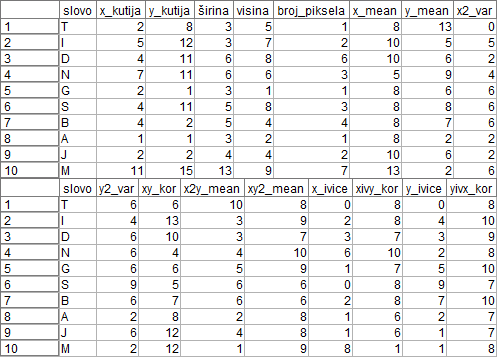 slovo x_kutija y_kutija širina visina broj_piksela x_mean y_mean x2_var
1 T 2 8 3 5 1 8 13 0
2 I 5 12 3 7 2 10 5 5
3 D 4 11 6 8 6 10 6 2
4 N 7 11 6 6 3 5 9 4
5 G 2 1 3 1 1 8 6 6
6 S 4 11 5 8 3 8 8 6
7 B 4 2 5 4 4 8 7 6
8 A 1 1 3 2 1 8 2 2
9 J 2 2 4 4 2 10 6 2
10 M 11 15 13 9 7 13 2 6
slovo y2_var xy_kor x2y_mean xy2_mean x_ivice xivy_kor y_ivice yivx_kor
1 T 6 6 10 8 0 8 0 8
2 I 4 13 3 9 2 8 4 10
3 D 6 10 3 7 3 7 3 9
4 N 6 4 4 10 6 10 2 8
5 G 6 6 5 9 1 7 5 10
6 S 9 5 6 6 0 8 9 7
7 B 6 7 6 6 2 8 7 10
8 A 2 8 2 8 1 6 2 7
9 J 6 12 4 8 1 6 1 7
10 M 2 12 1 9 8 1 1 8